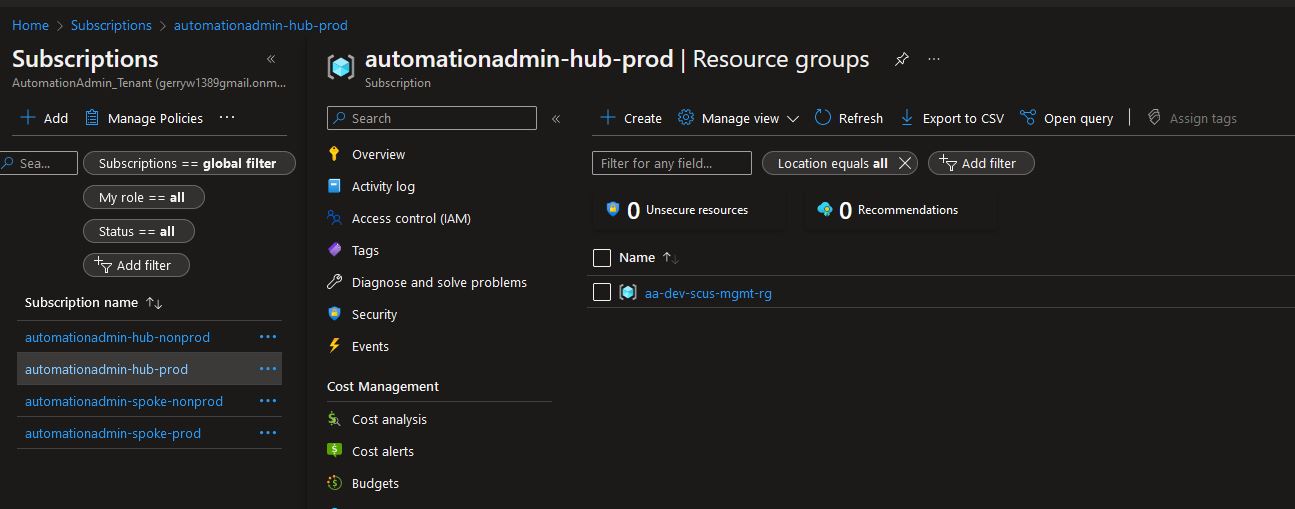 Home > Subscriptions > automationadmin-hub-prod
Subscriptions «
AutomationAdmin_Tenant (gerryw1389gmail.onm...
+ Add Manage Policies ...
Sea...
Subscriptions == global filter
My role == all
Status == all
Add filter
Subscription name ↑↓
automationadmin-hub-nonprod ...
automationadmin-hub-prod ...
automationadmin-spoke-nonprod ...
automationadmin-spoke-prod ...
automationadmin-hub-prod | Resource groups ...
Subscription
Search «
Overview
Activity log
Access control (IAM)
Tags
Diagnose and solve problems
Security
Events
Cost Management
Cost analysis
Cost alerts
Budgets
+ Create Manage view Refresh Export to CSV Open query | Assign tags
Filter for any field... Location equals all X Add filter
0 Unsecure resources 0 Recommendations
Name ↑↓
aa-dev-scus-mgmt-rg